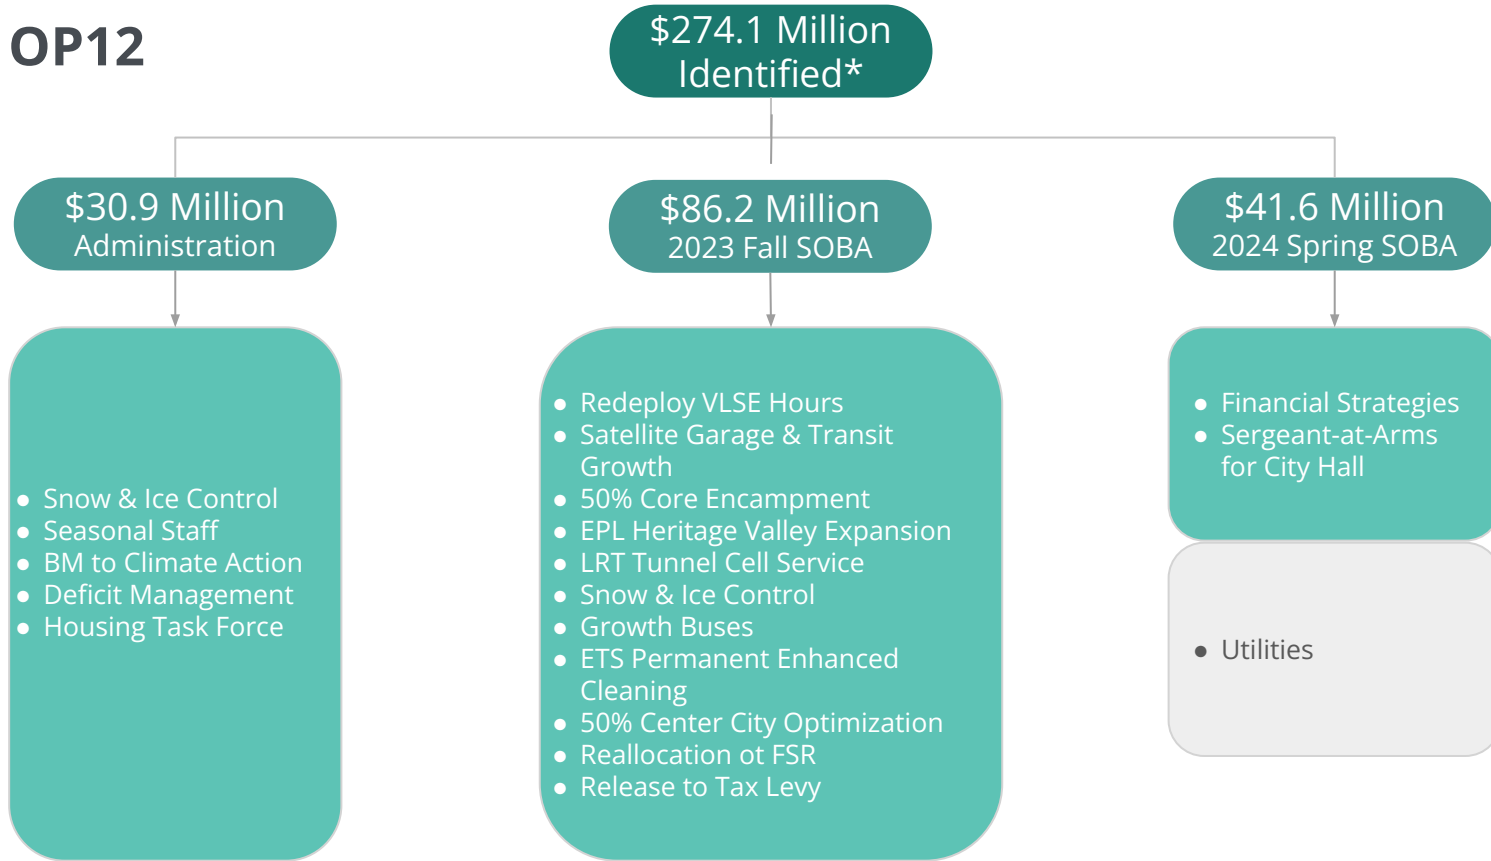 OP12
$274.1 Million
Identified*
$30.9 Million
Administration
● Snow & Ice Control
● Seasonal Staff
● BM to Climate Action
● Deficit Management
● Housing Task Force
$86.2 Million
2023 Fall SOBA
● Redeploy VLSE Hours
● Satellite Garage & Transit
Growth
● 50% Core Encampment
● EPL Heritage Valley Expansion
● LRT Tunnel Cell Service
● Snow & Ice Control
● Growth Buses
● ETS Permanent Enhanced
Cleaning
● 50% Center City Optimization
● Reallocation ot FSR
● Release to Tax Levy
$41.6 Million
2024 Spring SOBA
● Financial Strategies
● Sergeant-at-Arms
for City Hall
● Utilities